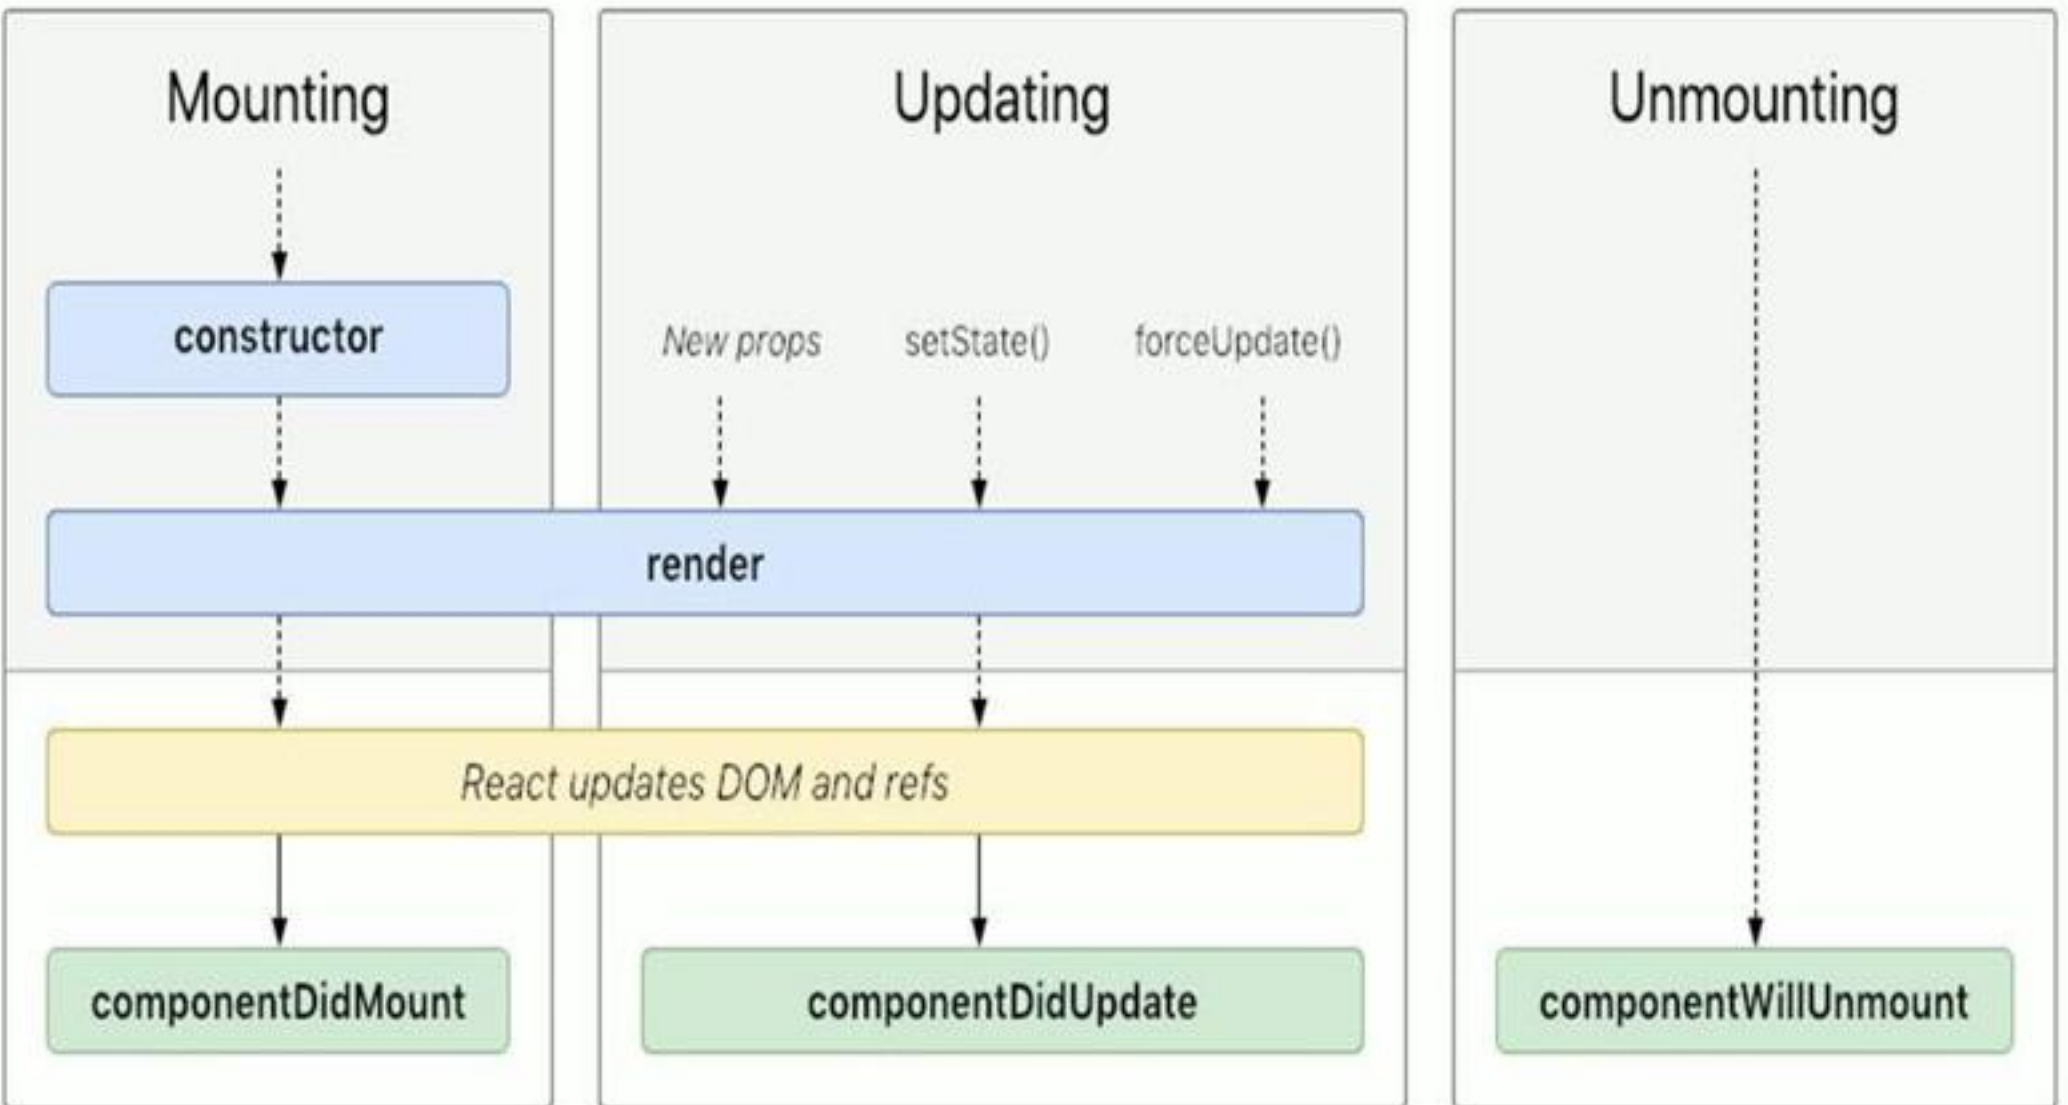 Mounting
Updating
Unmounting
constructor
New props
setState()
forceUpdate()
render
React updates DOM and refs
componentDidMount
componentDidUpdate
componentWillUnmount